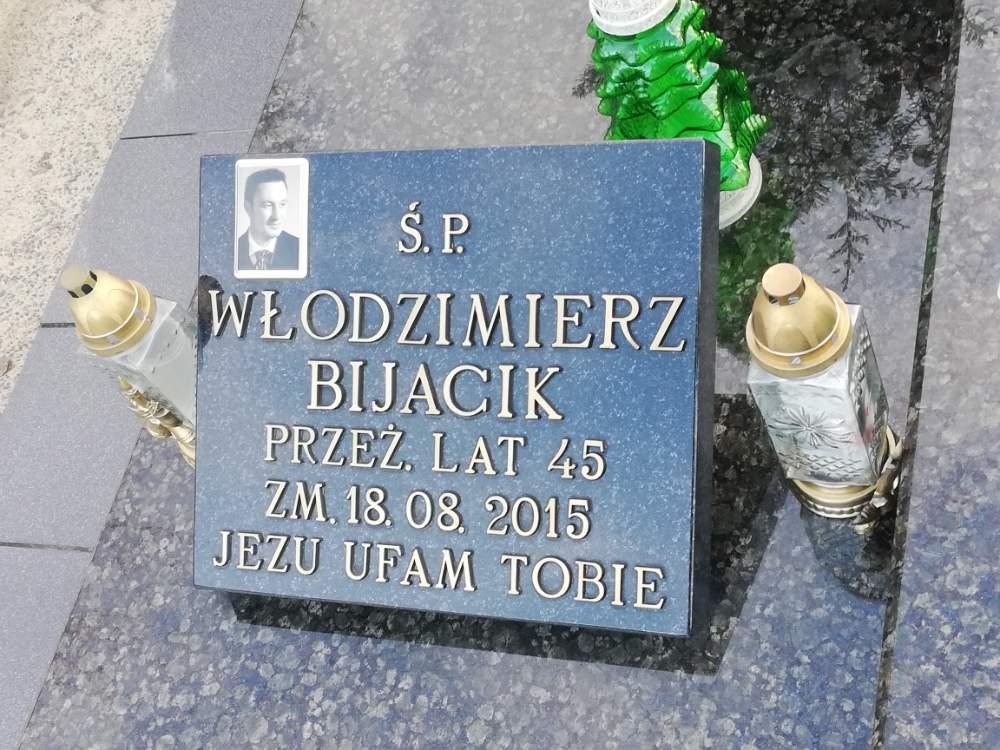 Ś.P.
WŁODZIMIERZ
BIJACIK
PRZEŻ. LAT 45
ZM. 18. 08. 2015
JEZU UFAM TOBIE